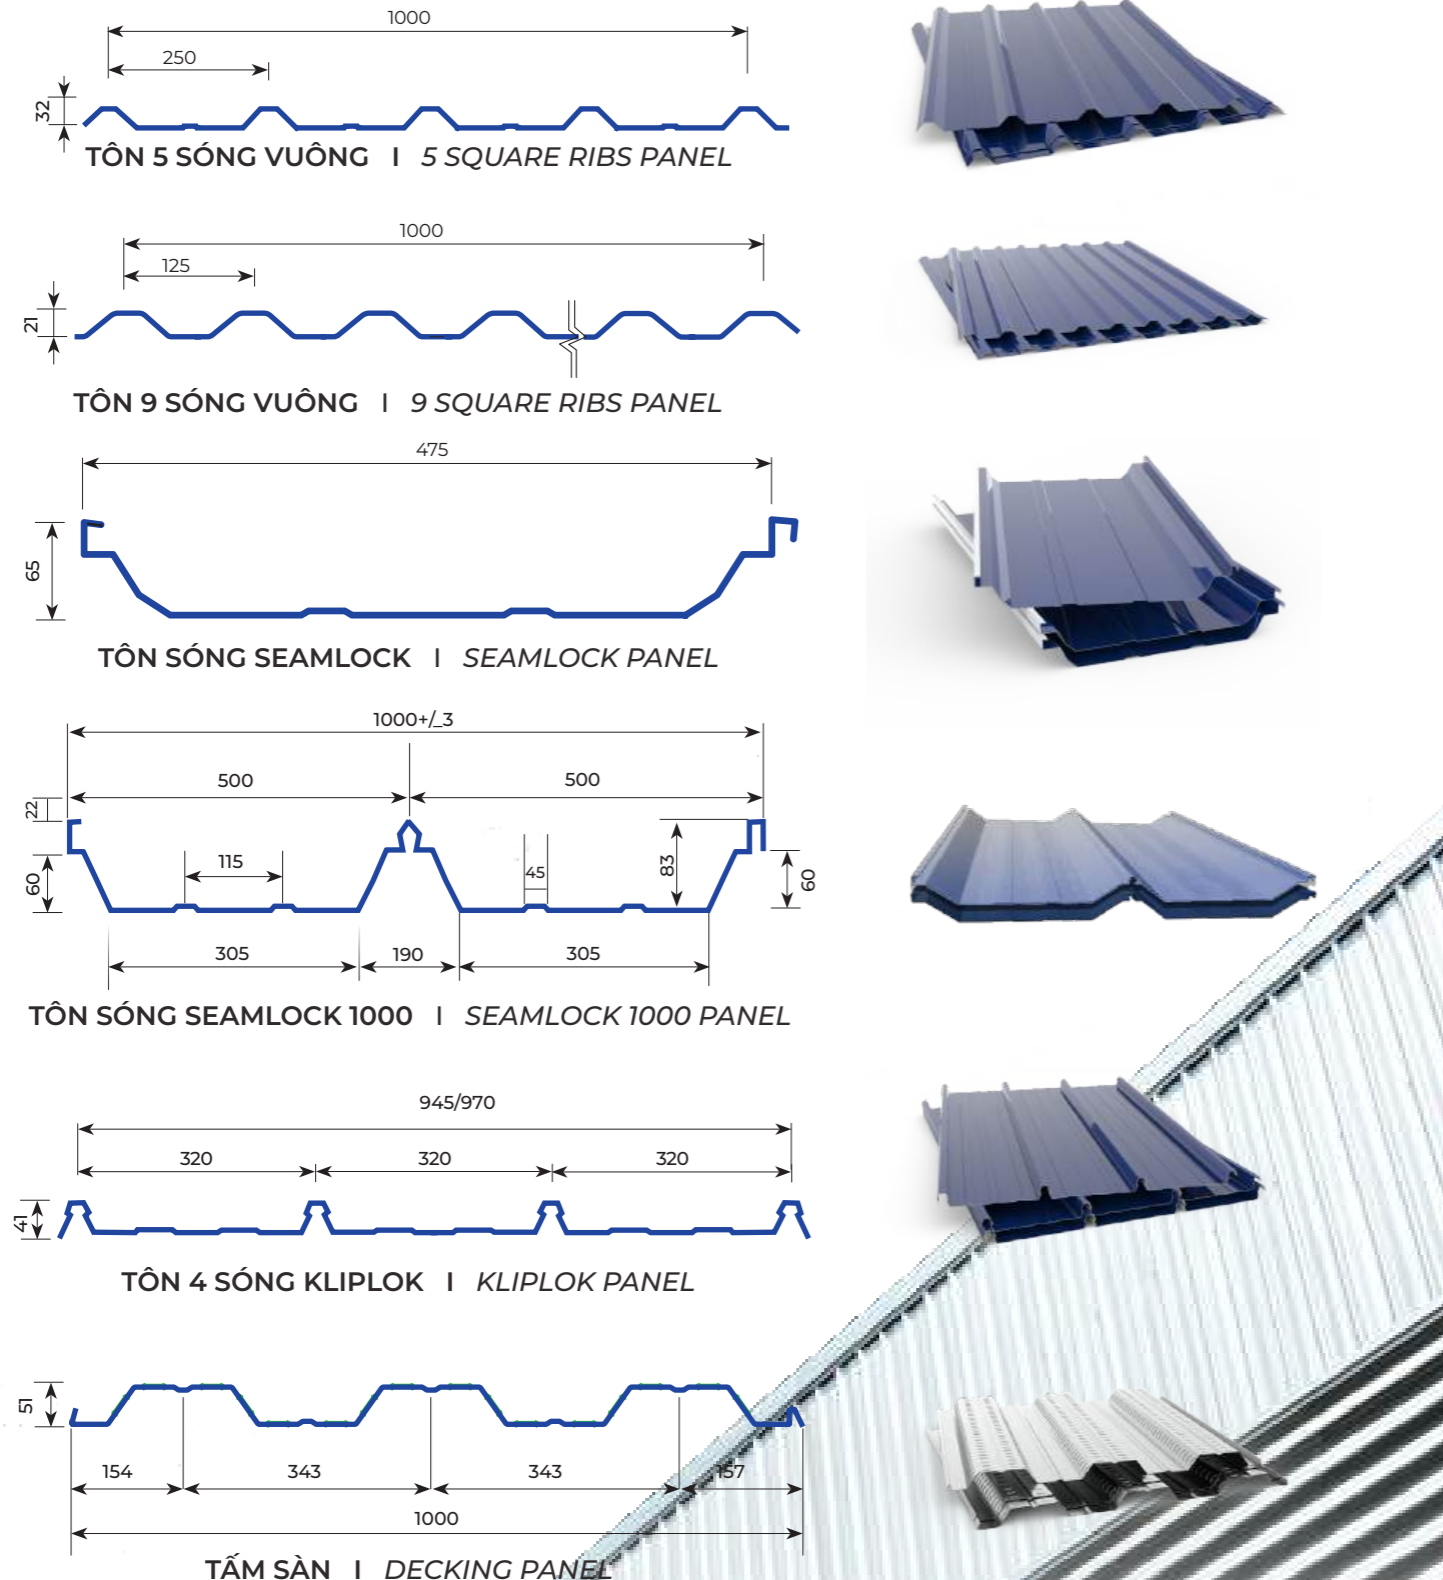 1000
250
32
TÔN 5 SÓNG VUÔNG I 5 SQUARE RIBS PANEL
1000
125
21
TÔN 9 SÓNG VUÔNG I 9 SQUARE RIBS PANEL
475
65
TÔN SÓNG SEAMLOCK I SEAMLOCK PANEL
1000+/_3
500 500
22
115 45 83
60 60
305 190 305
TÔN SÓNG SEAMLOCK 1000 I SEAMLOCK 1000 PANEL
945/970
320 320 320
41
TÔN 4 SÓNG KLIPLOK I KLIPLOK PANEL
51
154 343 343 157
1000
TẤM SÀN I DECKING PANEL